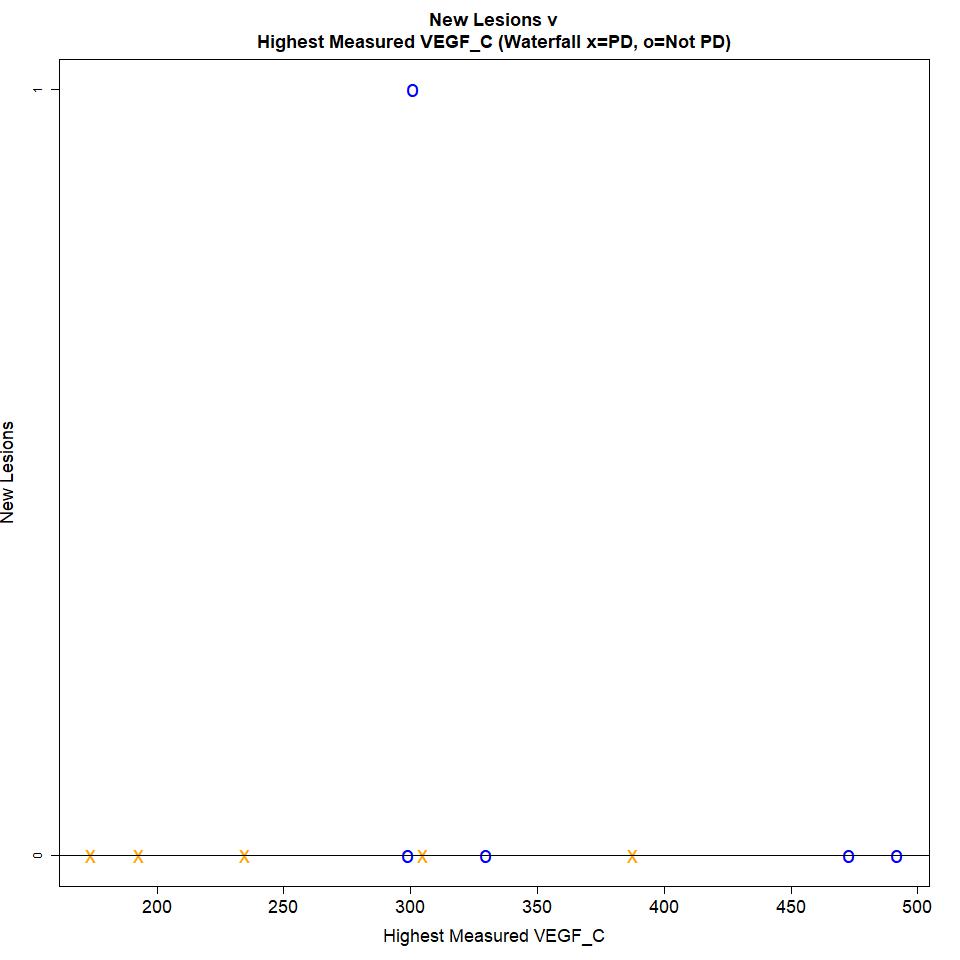 New Lesions v
Highest Measured VEGF_C (Waterfall x=PD, o=Not PD)
New Lesions
1
0
o
x x x o x o x o o
200 250 300 350 400 450 500
Highest Measured VEGF_C